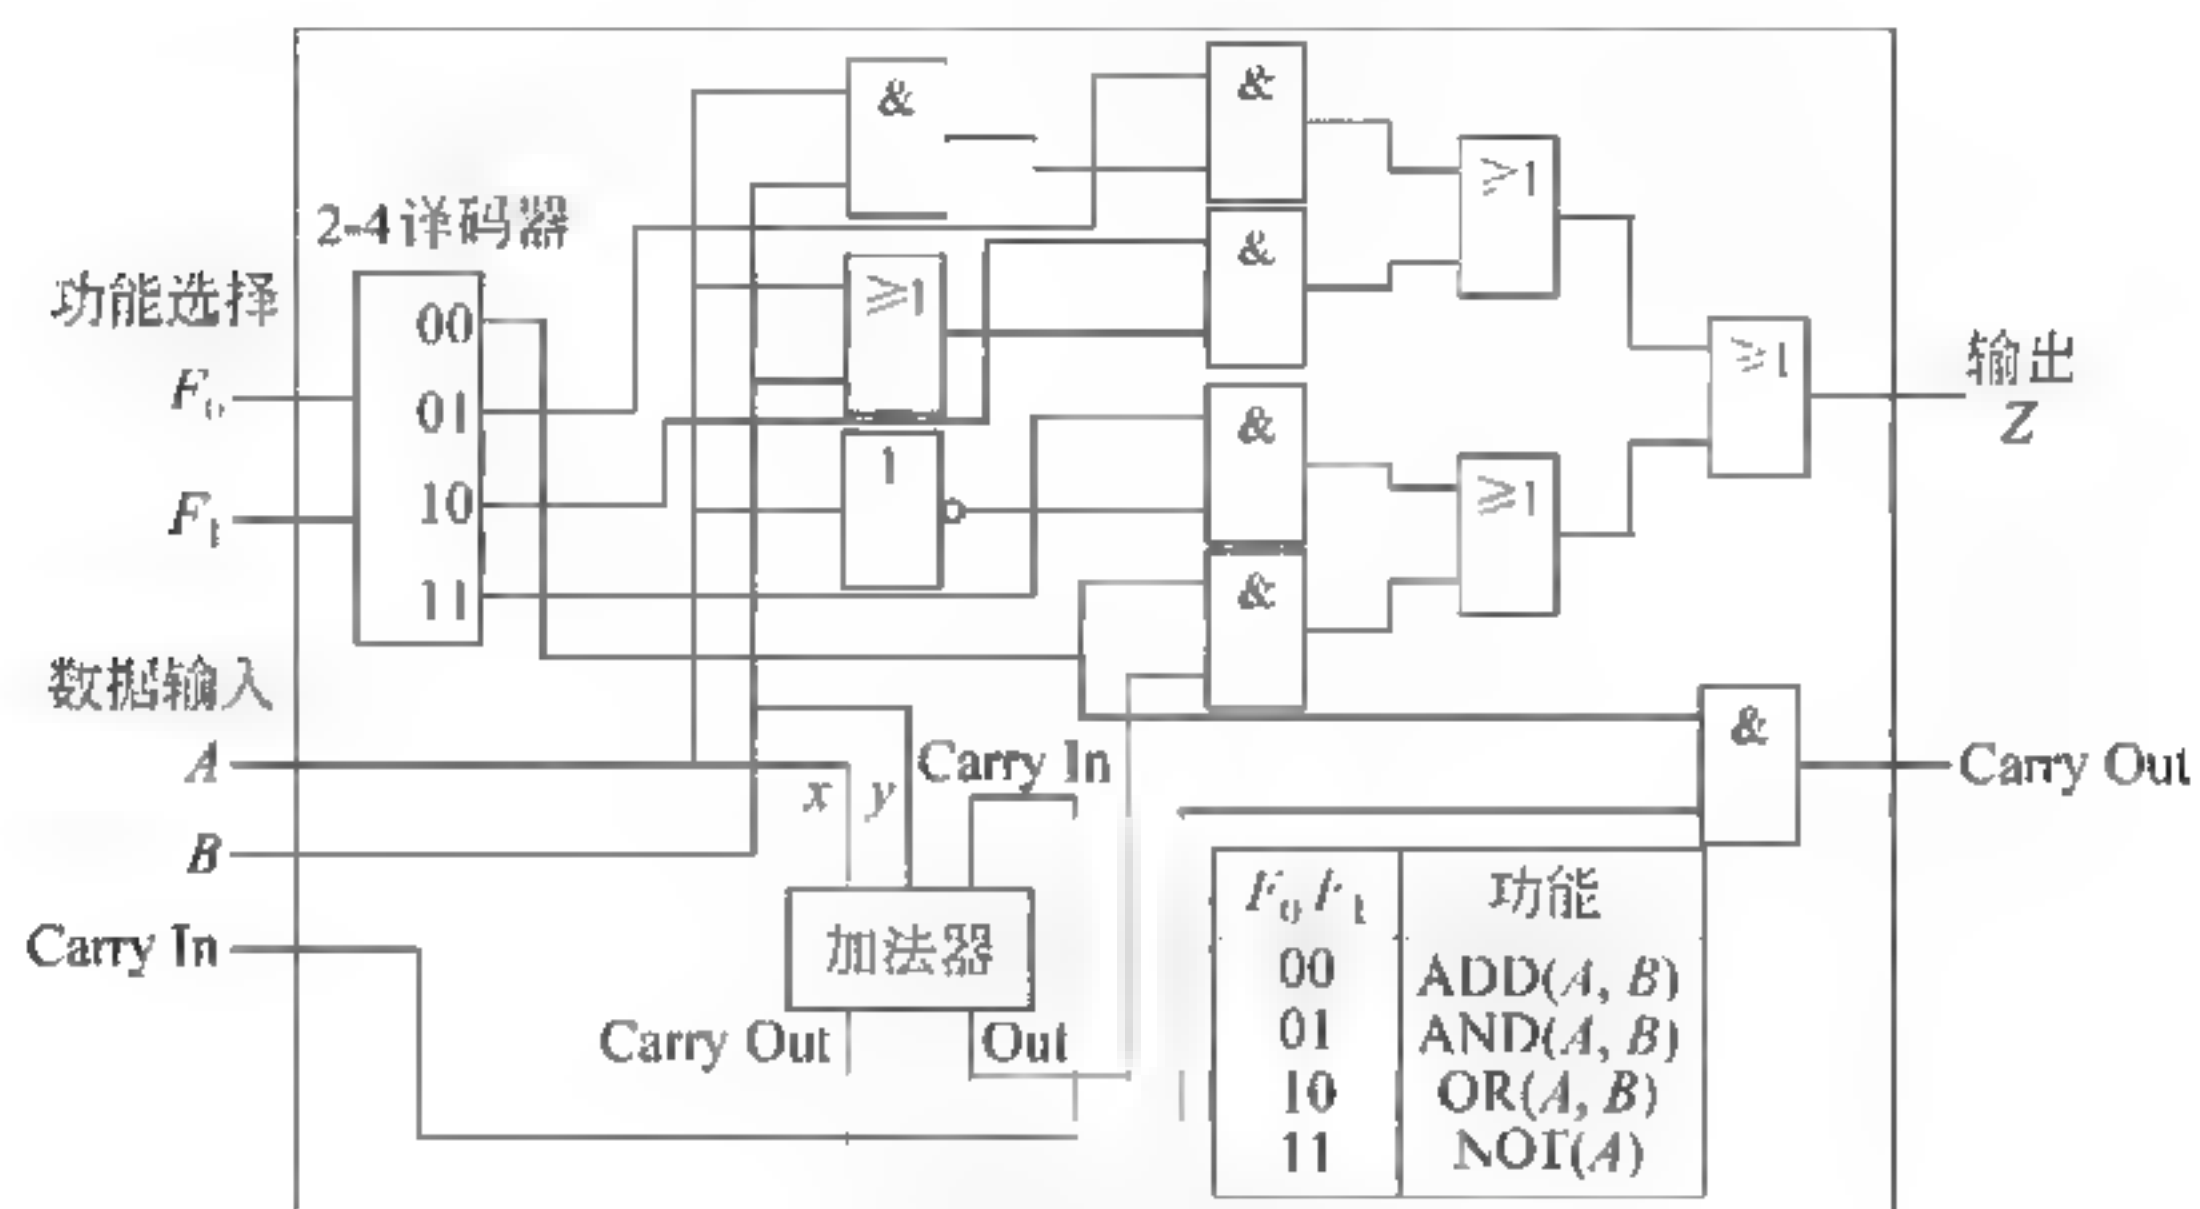 &
&
≥1
2-4详码器
&
功能选择
00
≥1
≥1
输出
F₀
01
&
Z
10
1
≥1
F₁
11
&
数据输入
&
A
Carry In
Carry Out
x
y
B
F₀ F₁ 功能
Carry In
加法器
00 ADD(A, B)
Carry Out
Out
01 AND(A, B)
10 OR(A, B)
11 NOT(A)